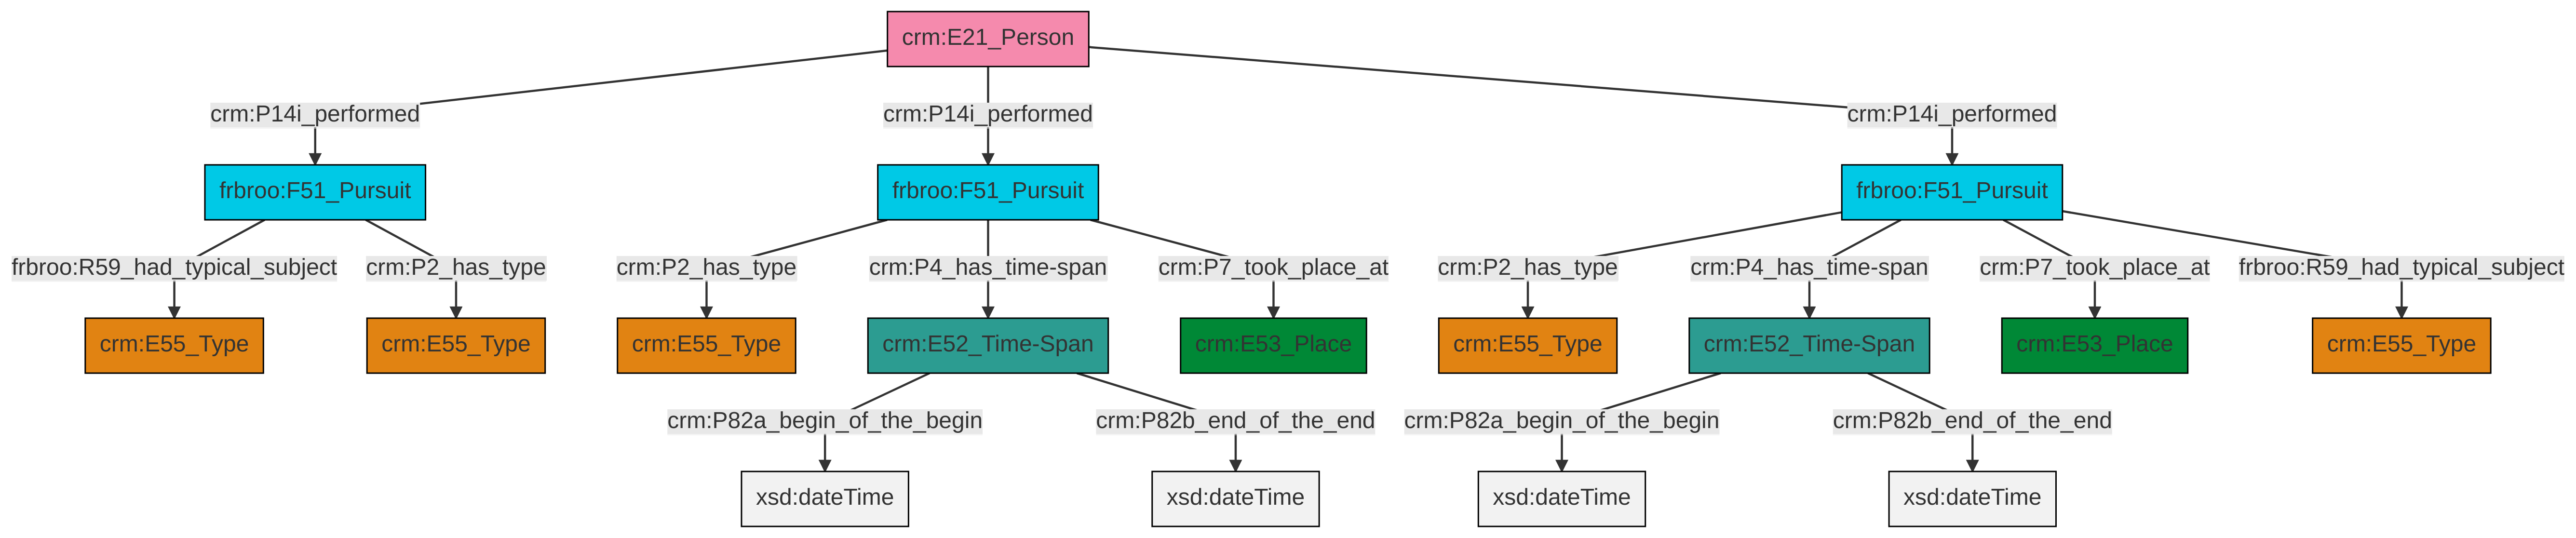 crm:E21_Person
crm:P14i_performed
crm:P14i_performed
crm:P14i_performed
frbroo:F51_Pursuit
frbroo:F51_Pursuit
frbroo:F51_Pursuit
frbroo:R59_had_typical_subject
crm:P2_has_type
crm:P2_has_type
crm:P4_has_time-span
crm:P7_took_place_at
crm:P2_has_type
crm:P4_has_time-span
crm:P7_took_place_at
frbroo:R59_had_typical_subject
crm:E55_Type
crm:E55_Type
crm:E55_Type
crm:E52_Time-Span
crm:E53_Place
crm:E55_Type
crm:E52_Time-Span
crm:E53_Place
crm:E55_Type
crm:P82a_begin_of_the_begin
crm:P82b_end_of_the_end
crm:P82a_begin_of_the_begin
crm:P82b_end_of_the_end
xsd:dateTime
xsd:dateTime
xsd:dateTime
xsd:dateTime